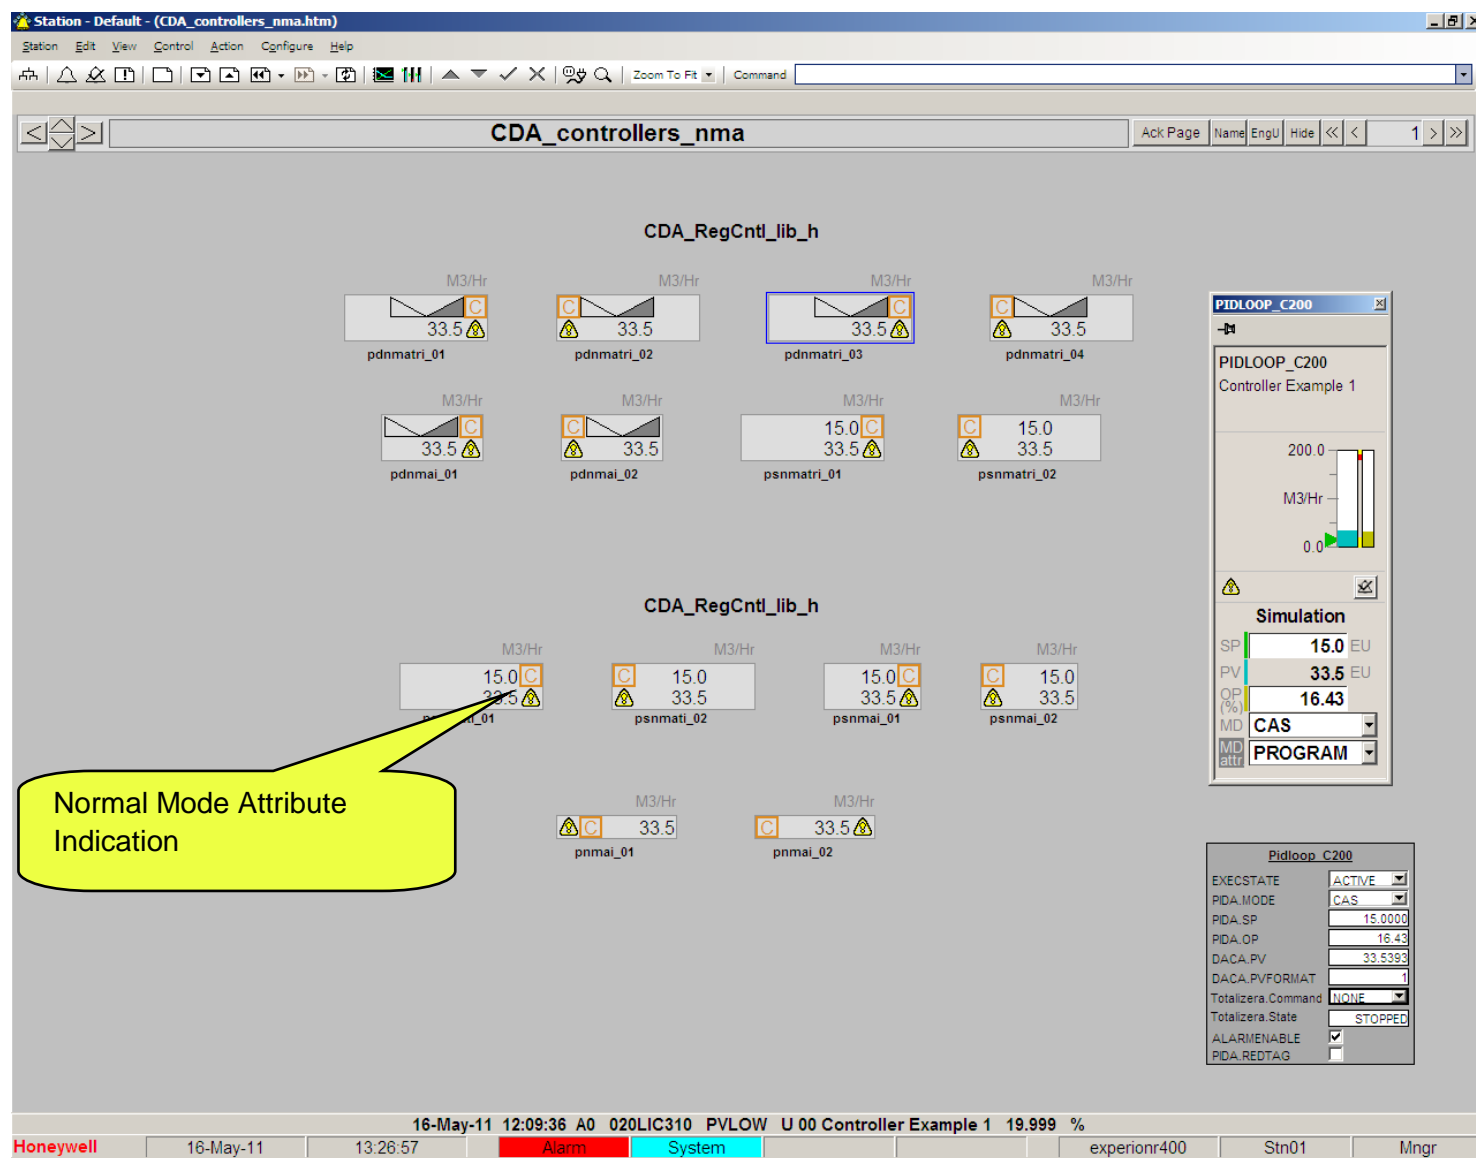 Station - Default - (CDA_controllers_nma.htm)
Station Edit View Control Action Configure Help
Zoom To Fit Command
CDA_controllers_nma
Ack Page Name EngU Hide 1
CDA_RegCntl_lib_h
M3/Hr M3/Hr M3/Hr M3/Hr
C C C C
33.5 33.5 33.5 33.5
pdnmatri_01 pdnmatri_02 pdnmatri_03 pdnmatri_04
M3/Hr M3/Hr M3/Hr M3/Hr
C C 15.0 C C 15.0
33.5 33.5 33.5 33.5
pdnmai_01 pdnmai_02 psnmatri_01 psnmatri_02
CDA_RegCntl_lib_h
M3/Hr M3/Hr M3/Hr M3/Hr
15.0 C C 15.0 15.0 C C 15.0
33.5 33.5 33.5 33.5
psnmati_02 psnmai_01 psnmai_02
Normal Mode Attribute
Indication
M3/Hr M3/Hr
C 33.5 C 33.5
pnmai_01 pnmai_02
PIDLOOP_C200
PIDLOOP_C200
Controller Example 1
200.0
M3/Hr
0.0
Simulation
SP 15.0 EU
PV 33.5 EU
OP (%) 16.43
MD CAS
MD attr PROGRAM
Pidloop_C200
EXECSTATE ACTIVE
PIDA.MODE CAS
PIDA.SP 15.0000
PIDA.OP 16.43
DACA.PV 33.5393
DACA.PVFORMAT 1
Totalizera.Command NONE
Totalizera.State STOPPED
ALARMENABLE
PIDA.REDTAG
16-May-11 12:09:36 A0 020LIC310 PVLOW U 00 Controller Example 1 19.999 %
Honeywell 16-May-11 13:26:57 Alarm System experionr400 Stn01 Mngr